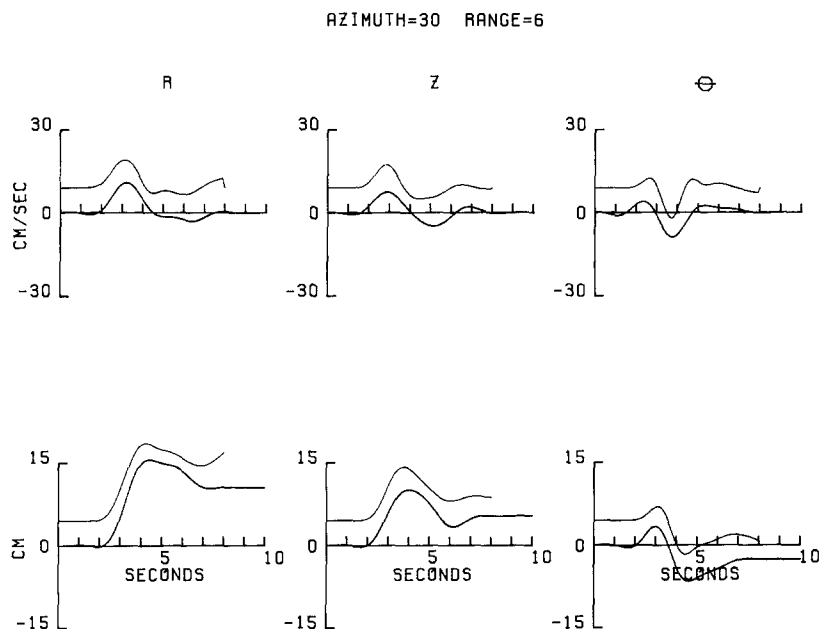 AZIMUTH=30 RANGE=6
R Z Θ
30 30 30
CM/SEC
0 0 0
-30 -30 -30
15 15 15
CM
0 0 0
5 10 5 10 5 10
SECONDS SECONDS SECONDS
-15 -15 -15